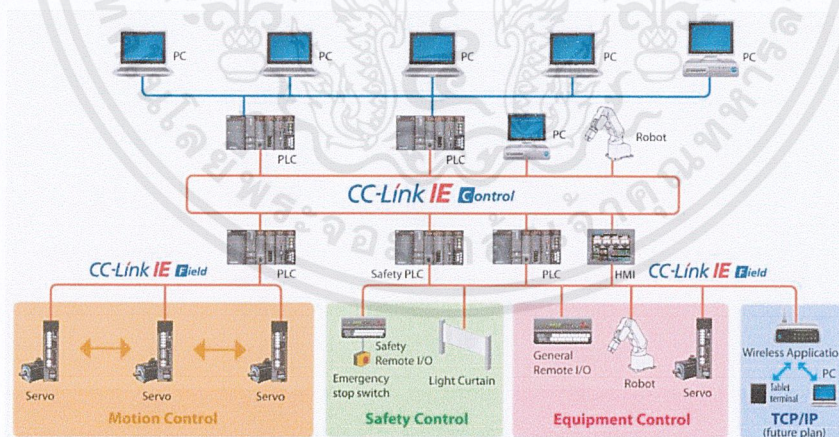 PC PC PC PC PC
PLC PLC PC Robot
CC-Link IE Control
PLC Safety PLC PLC HMI
CC-Link IE Field CC-Link IE Field
Servo Servo Servo
Motion Control
Safety Remote I/O
Emergency stop switch
Light Curtain
Safety Control
General Remote I/O
Robot
Servo
Equipment Control
Wireless Application
Tablet terminal
PC
TCP/IP
(future plan)